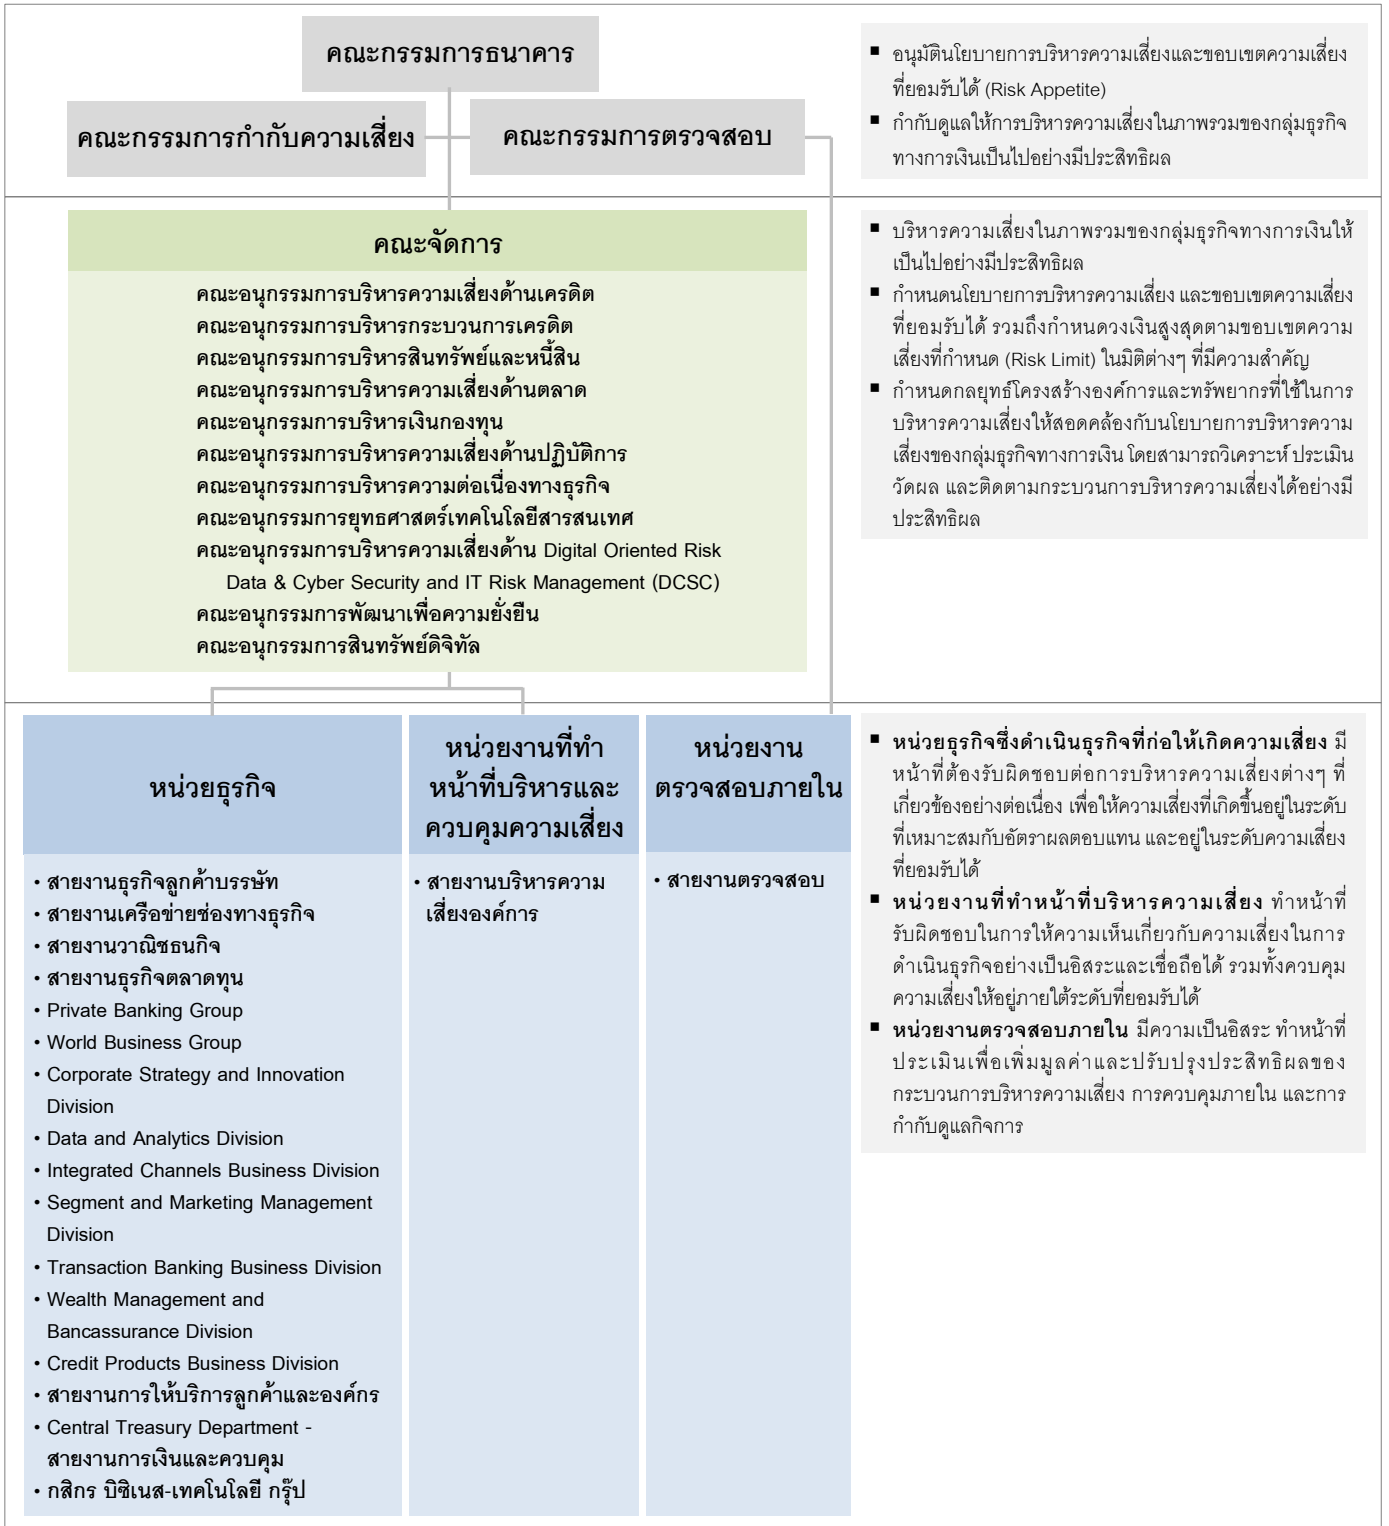 คณะกรรมการธนาคาร
คณะกรรมการกำกับความเสี่ยง
คณะกรรมการตรวจสอบ
▪ อนุมัตินโยบายการบริหารความเสี่ยงและขอบเขตความเสี่ยง
ที่ยอมรับได้ (Risk Appetite)
▪ กำกับดูแลให้การบริหารความเสี่ยงในภาพรวมของกลุ่มธุรกิจ
ทางการเงินเป็นไปอย่างมีประสิทธิผล
คณะจัดการ
คณะอนุกรรมการบริหารความเสี่ยงด้านเครดิต
คณะอนุกรรมการบริหารกระบวนการเครดิต
คณะอนุกรรมการบริหารสินทรัพย์และหนี้สิน
คณะอนุกรรมการบริหารความเสี่ยงด้านตลาด
คณะอนุกรรมการบริหารเงินกองทุน
คณะอนุกรรมการบริหารความเสี่ยงด้านปฏิบัติการ
คณะอนุกรรมการบริหารความต่อเนื่องทางธุรกิจ
คณะอนุกรรมการยุทธศาสตร์เทคโนโลยีสารสนเทศ
คณะอนุกรรมการบริหารความเสี่ยงด้าน Digital Oriented Risk
Data & Cyber Security and IT Risk Management (DCSC)
คณะอนุกรรมการพัฒนาเพื่อความยั่งยืน
คณะอนุกรรมการสินทรัพย์ดิจิทัล
▪ บริหารความเสี่ยงในภาพรวมของกลุ่มธุรกิจทางการเงินให้
เป็นไปอย่างมีประสิทธิผล
▪ กำหนดนโยบายการบริหารความเสี่ยง และขอบเขตความเสี่ยง
ที่ยอมรับได้ รวมถึงกำหนดวงเงินสูงสุดตามขอบเขตความ
เสี่ยงที่กำหนด (Risk Limit) ในมิติต่างๆ ที่มีความสำคัญ
▪ กำหนดกลยุทธ์โครงสร้างองค์การและทรัพยากรที่ใช้ในการ
บริหารความเสี่ยงให้สอดคล้องกับนโยบายการบริหารความ
เสี่ยงของกลุ่มธุรกิจทางการเงิน โดยสามารถวิเคราะห์ ประเมิน
วัดผล และติดตามกระบวนการบริหารความเสี่ยงได้อย่างมี
ประสิทธิผล
หน่วยธุรกิจ
• สายงานธุรกิจลูกค้าบรรษัท
• สายงานเครือข่ายช่องทางธุรกิจ
• สายงานวาณิชธนกิจ
• สายงานธุรกิจตลาดทุน
• Private Banking Group
• World Business Group
• Corporate Strategy and Innovation
Division
• Data and Analytics Division
• Integrated Channels Business Division
• Segment and Marketing Management
Division
• Transaction Banking Business Division
• Wealth Management and
Bancassurance Division
• Credit Products Business Division
• สายงานการให้บริการลูกค้าและองค์กร
• Central Treasury Department -
สายงานการเงินและควบคุม
• กสิกร บิซิเนส-เทคโนโลยี กรุ๊ป
หน่วยงานที่ทำ
หน้าที่บริหารและ
ควบคุมความเสี่ยง
• สายงานบริหารความ
เสี่ยงองค์การ
หน่วยงาน
ตรวจสอบภายใน
• สายงานตรวจสอบ
▪ หน่วยธุรกิจซึ่งดำเนินธุรกิจที่ก่อให้เกิดความเสี่ยง มี
หน้าที่ต้องรับผิดชอบต่อการบริหารความเสี่ยงต่างๆ ที่
เกี่ยวข้องอย่างต่อเนื่อง เพื่อให้ความเสี่ยงที่เกิดขึ้นอยู่ในระดับ
ที่เหมาะสมกับอัตราผลตอบแทน และอยู่ในระดับความเสี่ยง
ที่ยอมรับได้
▪ หน่วยงานที่ทำหน้าที่บริหารความเสี่ยง ทำหน้าที่
รับผิดชอบในการให้ความเห็นเกี่ยวกับความเสี่ยงในการ
ดำเนินธุรกิจอย่างเป็นอิสระและเชื่อถือได้ รวมทั้งควบคุม
ความเสี่ยงให้อยู่ภายใต้ระดับที่ยอมรับได้
▪ หน่วยงานตรวจสอบภายใน มีความเป็นอิสระ ทำหน้าที่
ประเมินเพื่อเพิ่มมูลค่าและปรับปรุงประสิทธิผลของ
กระบวนการบริหารความเสี่ยง การควบคุมภายใน และการ
กำกับดูแลกิจการ